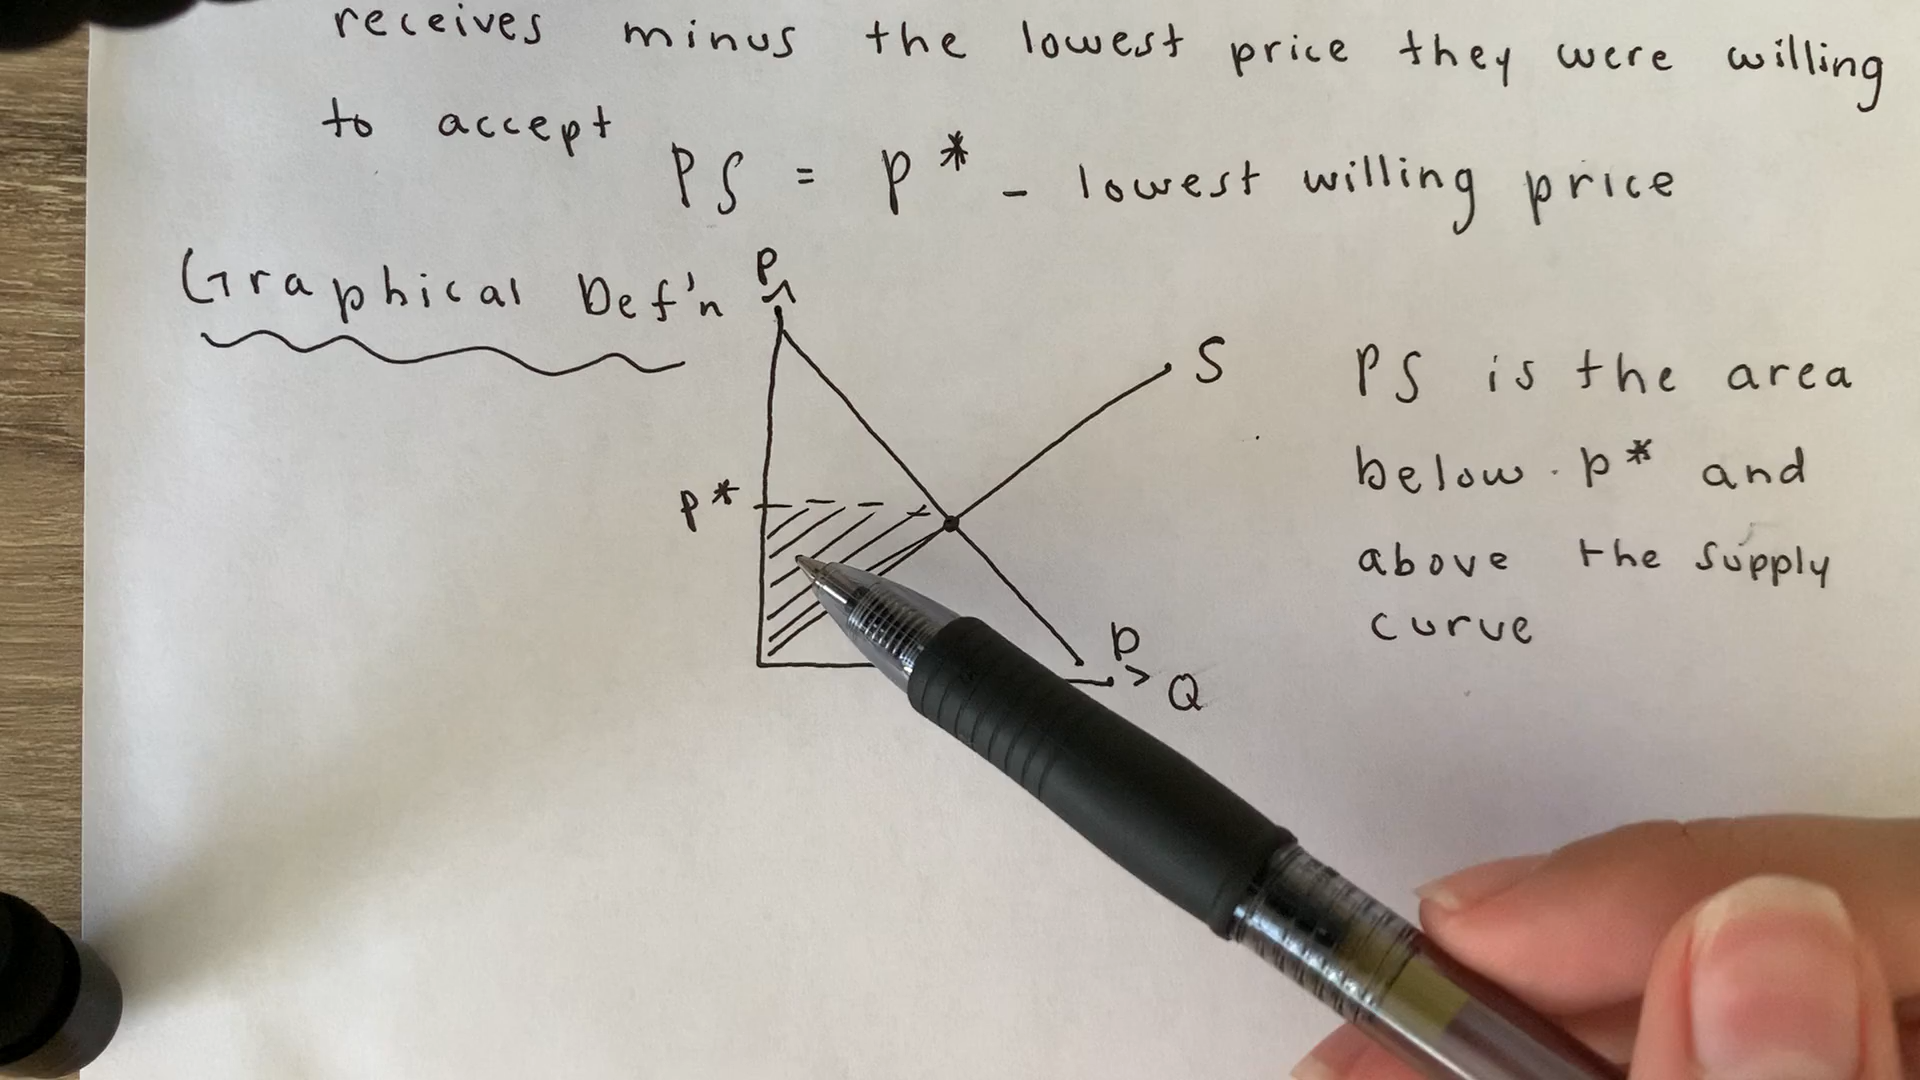 receives minus the lowest price they were willing
to accept
PS = P* - lowest willing price
Graphical Def'n
P
S
P*
D
Q
PS is the area
below p* and
above the supply
curve